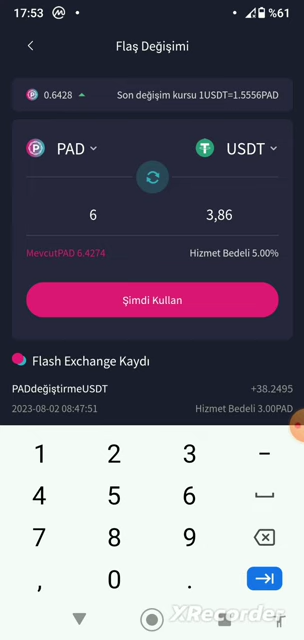 17:53
%61
Flaş Değişimi
0.6428 Son değişim kursu 1USDT=1.5556PAD
PAD USDT
6 3,86
MevcutPAD 6.4274 Hizmet Bedeli 5.00%
Şimdi Kullan
Flash Exchange Kaydı
PADdeğiştirmeUSDT +38.2495
2023-08-02 08:47:51 Hizmet Bedeli 3.00PAD
1 2 3 -
4 5 6
7 8 9
, 0 .
XRecorder